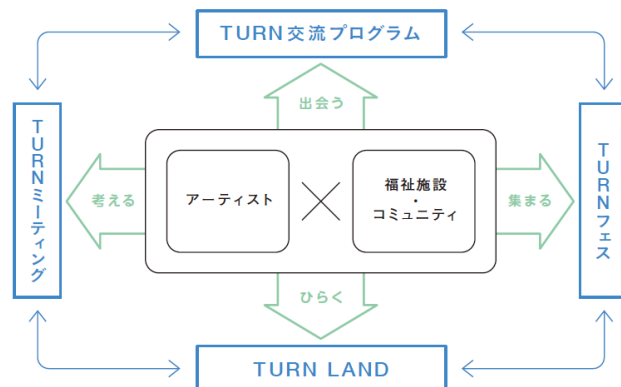 TURN交流プログラム
出会う
TURNミーティング
考える
アーティスト
福祉施設
・
コミュニティ
集まる
TURNフェス
ひらく
TURN LAND